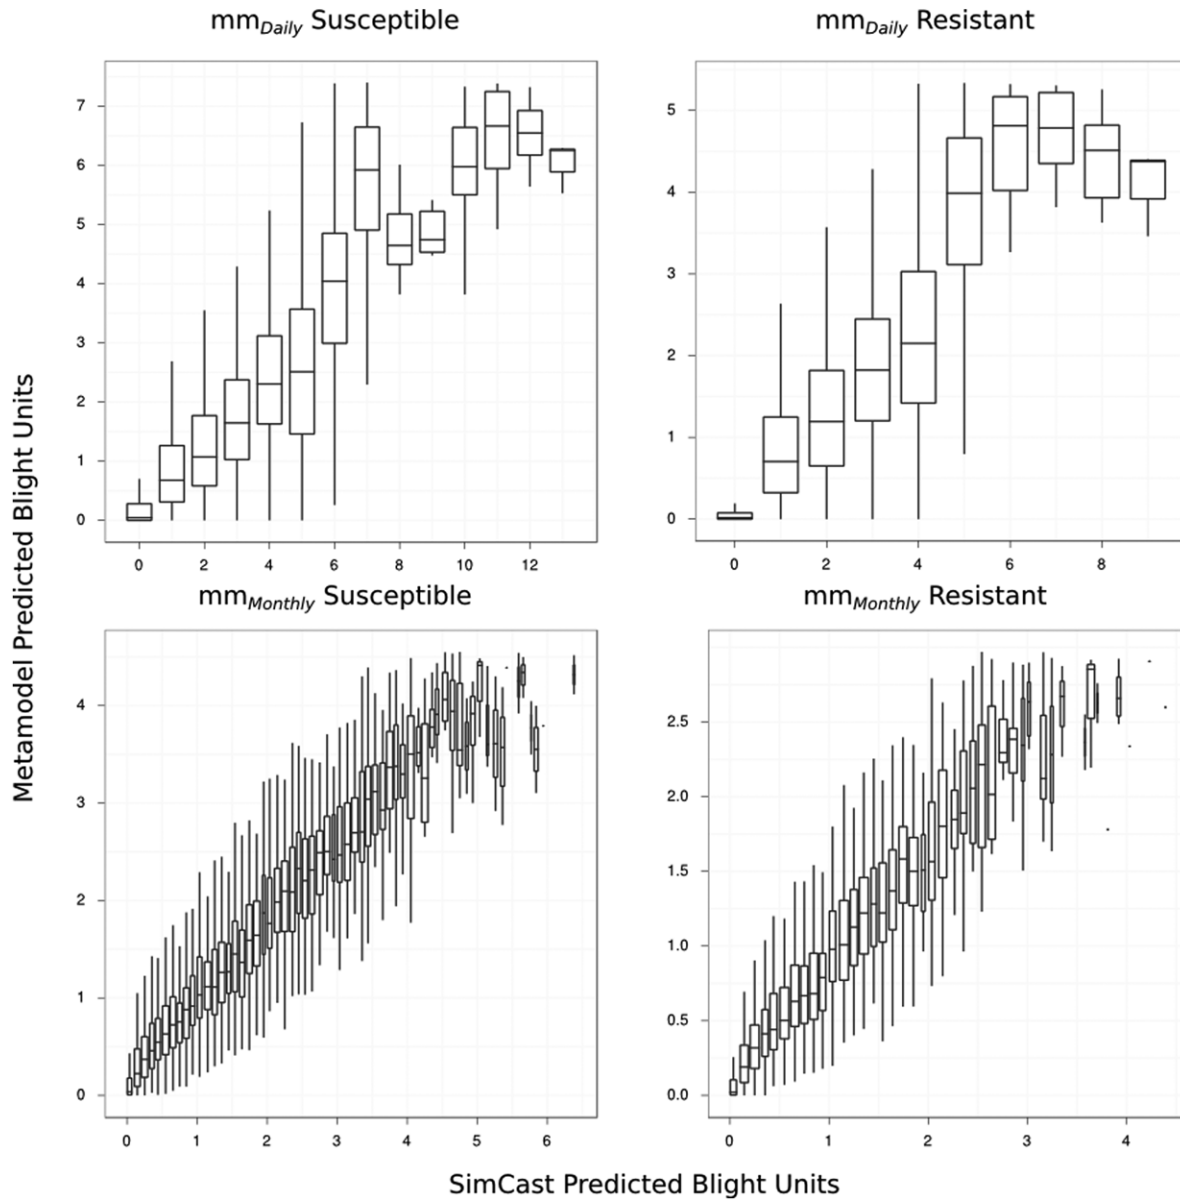 mmDaily Susceptible
mmDaily Resistant
7
6
5
4
3
2
1
0
0 2 4 6 8 10 12
5
4
3
2
1
0
0 2 4 6 8
Metamodel Predicted Blight Units
mmMonthly Susceptible
mmMonthly Resistant
4
3
2
1
0
0 1 2 3 4 5 6
2.5
2.0
1.5
1.0
0.5
0.0
0 1 2 3 4
SimCast Predicted Blight Units